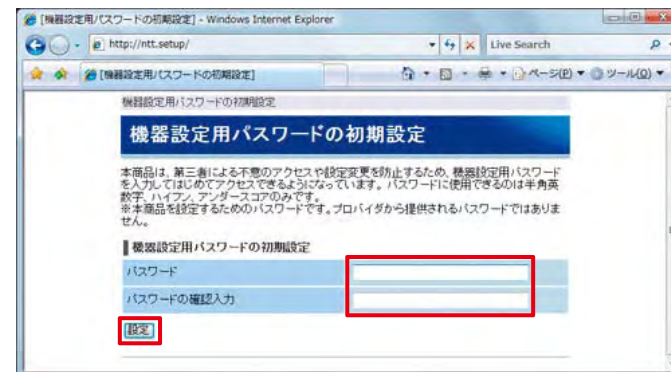 [機器設定用パスワードの初期設定] - Windows Internet Explorer
http://ntt.setup/
Live Search
[機器設定用パスワードの初期設定]
ページ(P) ツール(O)
機器設定用パスワードの初期設定
機器設定用パスワードの初期設定
本商品は、第三者による不意のアクセスや設定変更を防止するため、機器設定用パスワード
を入力してはじめてアクセスできるようになっています。パスワードに使用できるのは半角英
数字、ハイフン、アンダースコアのみです。
※本商品を設定するためのパスワードです。プロバイダから提供されるパスワードではありま
せん。
機器設定用パスワードの初期設定
パスワード
パスワードの確認入力
設定